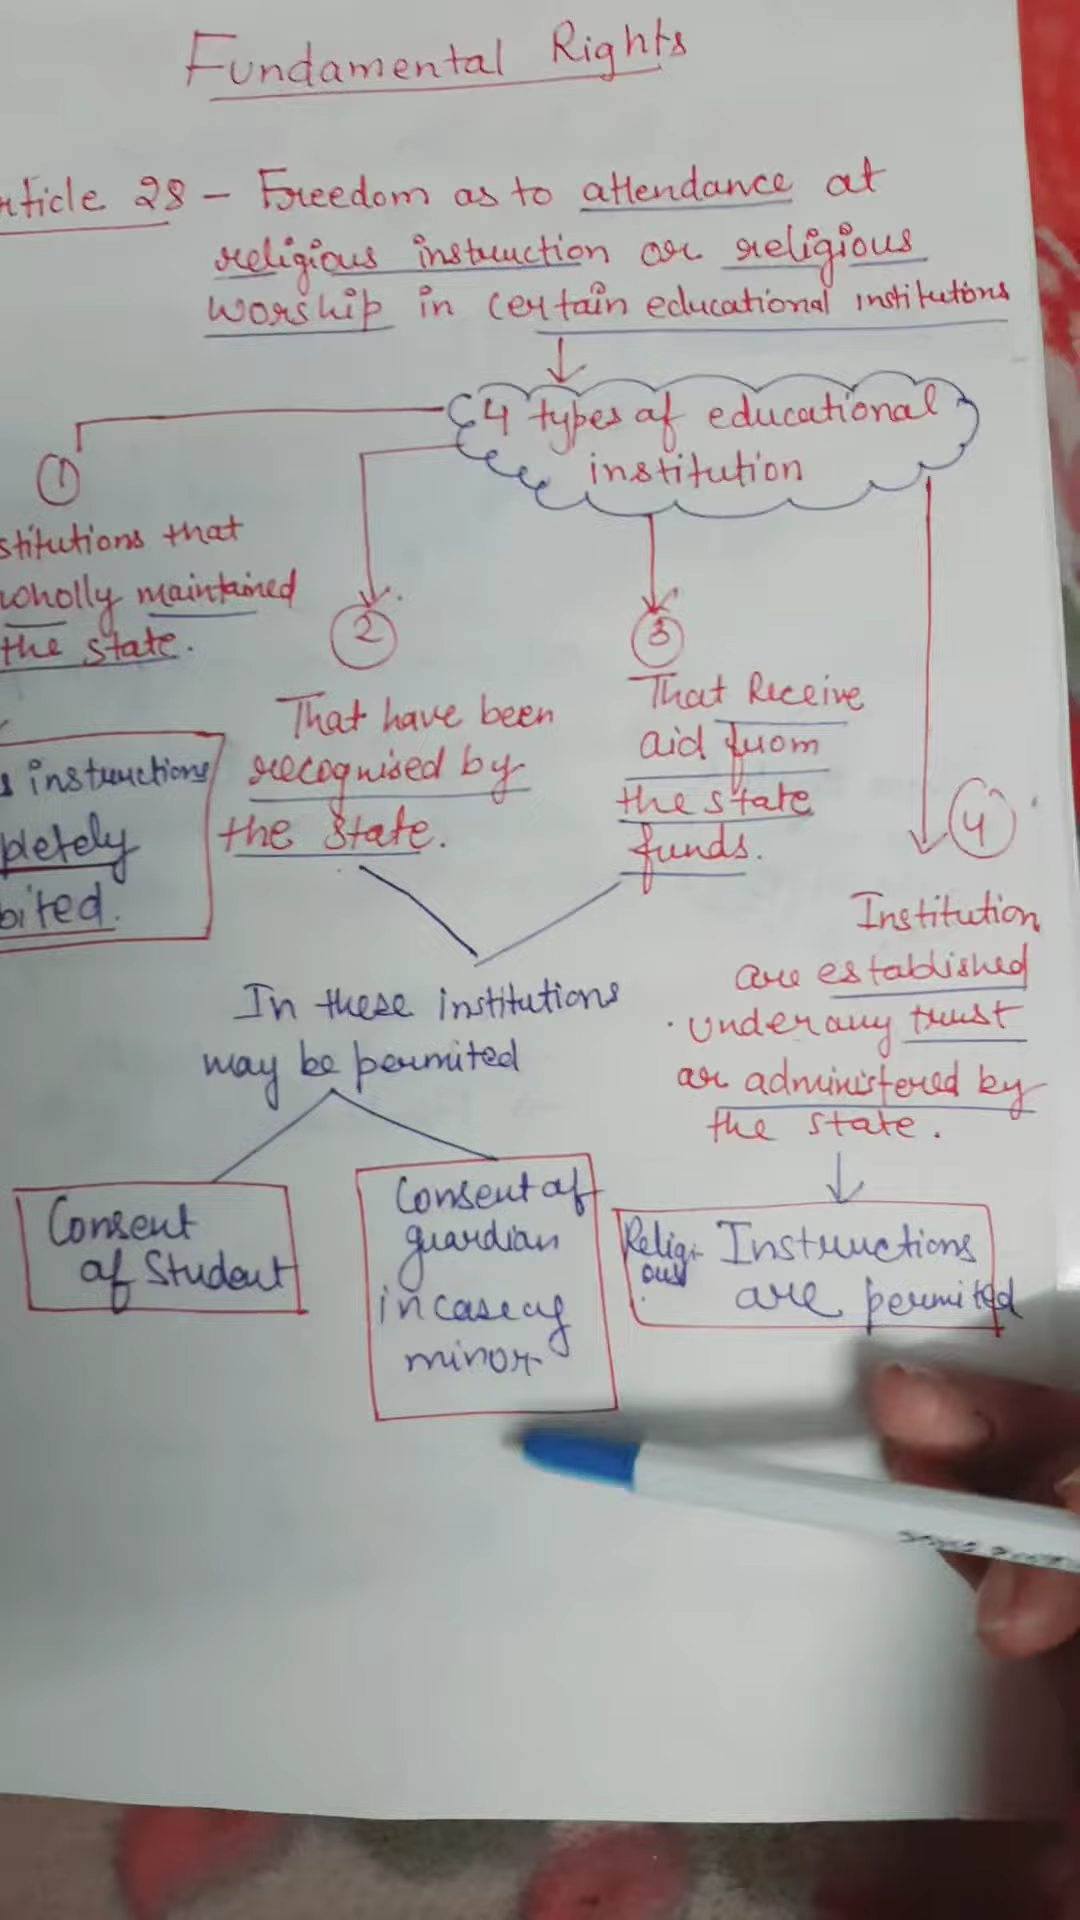 Fundamental Rights
rticle 28 - Freedom as to attendance at
religious instruction or religious
worship in certain educational institutions
4 types of educational
institution
1
stitutions that
wholly maintained
the state.
s instructions
pletely
bited.
2
That have been
recognised by
the State.
3
That Receive
aid from
the state
funds.
4
Institution
are established
under any trust
or administered by
the state.
In these institutions
may be permited
Consent
of Student
Consent of
guardian
in case of
minor
Religi- Instructions
ous are permited